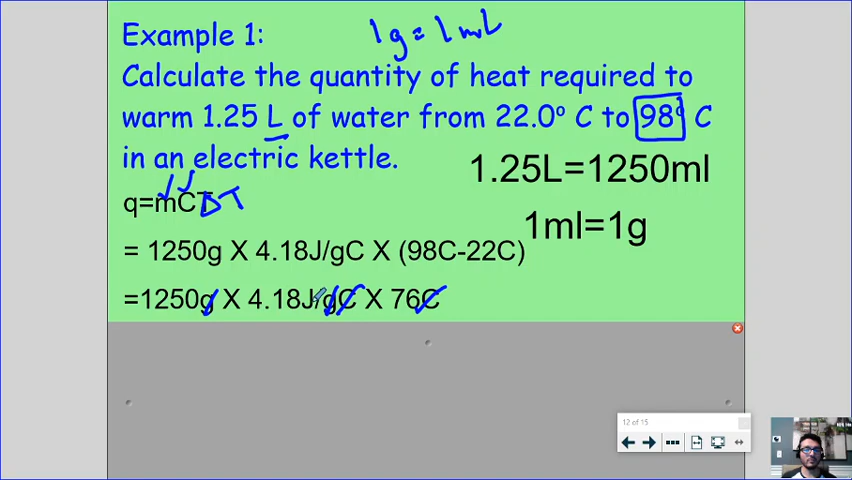 Example 1:
1g = 1mL
Calculate the quantity of heat required to
warm 1.25 L of water from 22.0° C to 98° C
in an electric kettle.
1.25L=1250ml
q=mCΔT
1ml=1g
= 1250g X 4.18J/gC X (98C-22C)
=1250g X 4.18J/gC X 76C
12 of 15